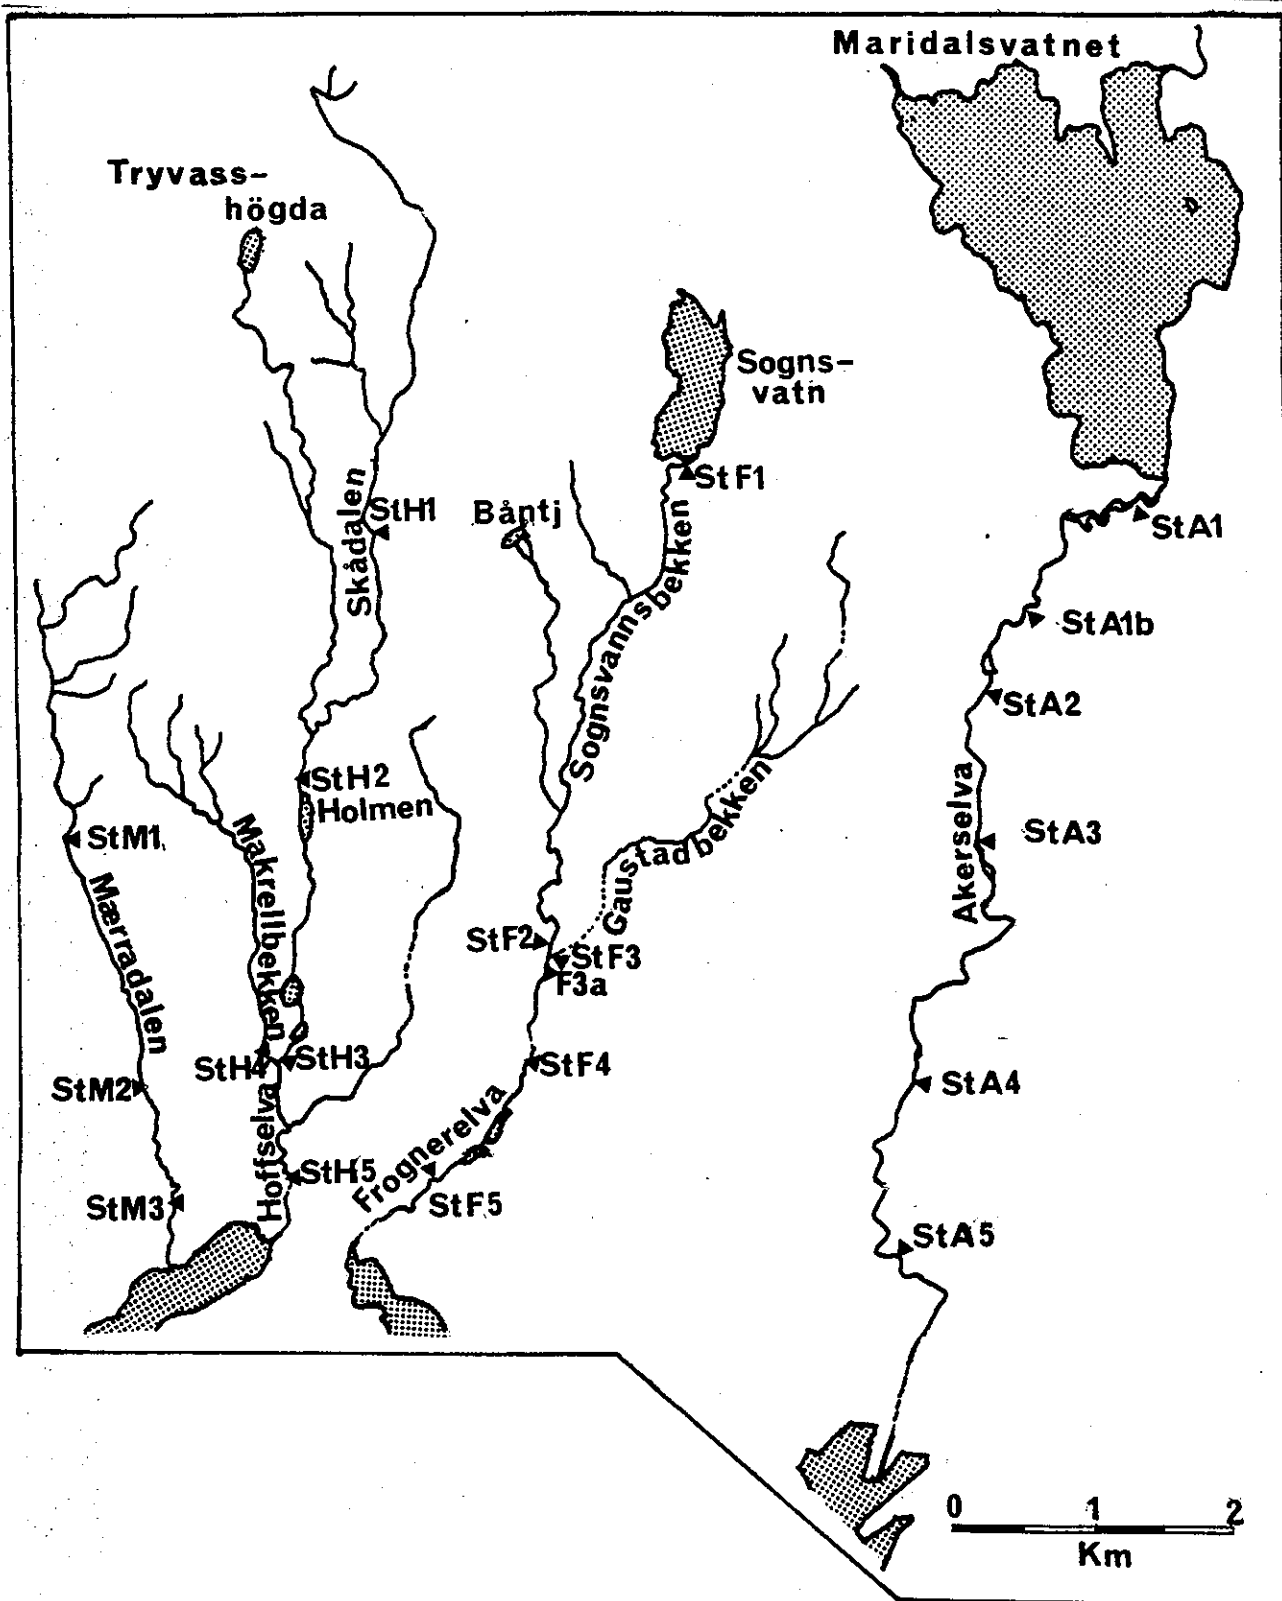 Maridalsvatnet
Tryvass-
högda
Sogns-
vatn
StF1
StH1
Båntj
StA1
Skådalen
Sognsvannsbekken
StA1b
StA2
StH2
Holmen
StM1
Makrellbekken
Gaustadbekken
Akerselva
StA3
Mærradalen
StF2
StF3
F3a
StH4
StH3
StF4
StM2
StA4
Hoffselva
Frognerelva
StH5
StM3
StF5
StA5
0 1 2
Km